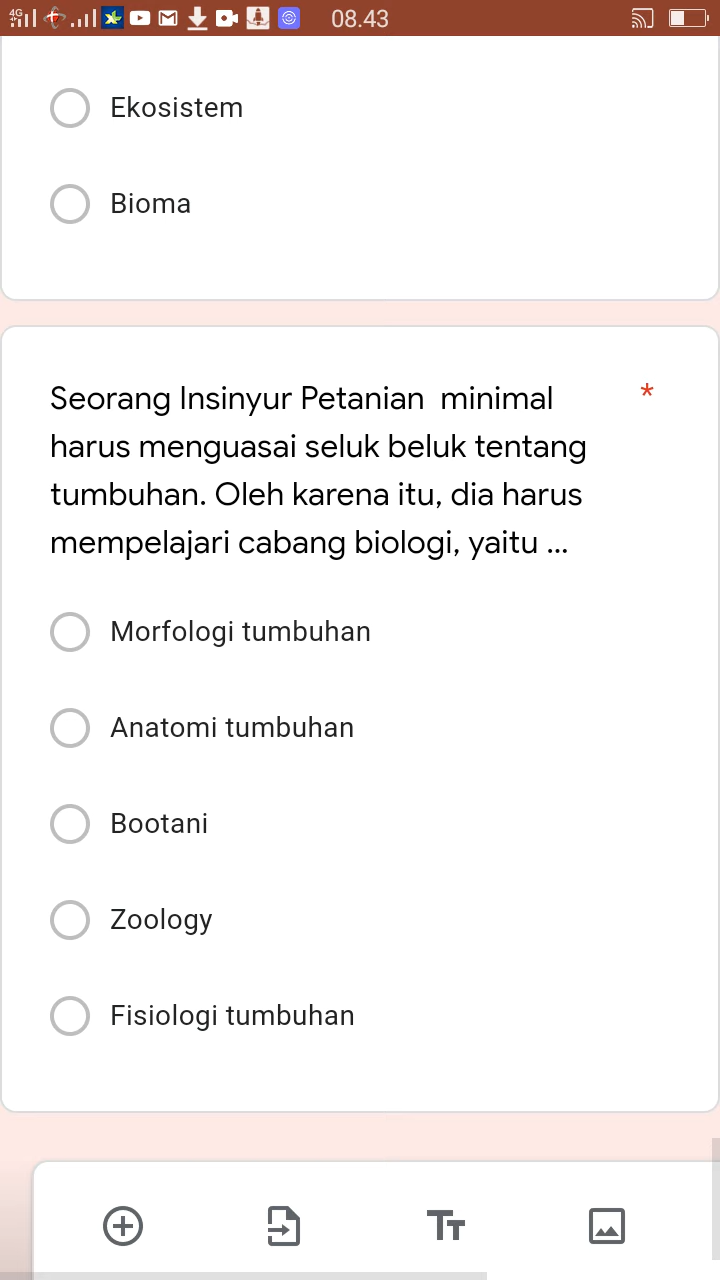 4G 08.43
Ekosistem
Bioma
Seorang Insinyur Petanian minimal *
harus menguasai seluk beluk tentang
tumbuhan. Oleh karena itu, dia harus
mempelajari cabang biologi, yaitu ...
Morfologi tumbuhan
Anatomi tumbuhan
Bootani
Zoology
Fisiologi tumbuhan